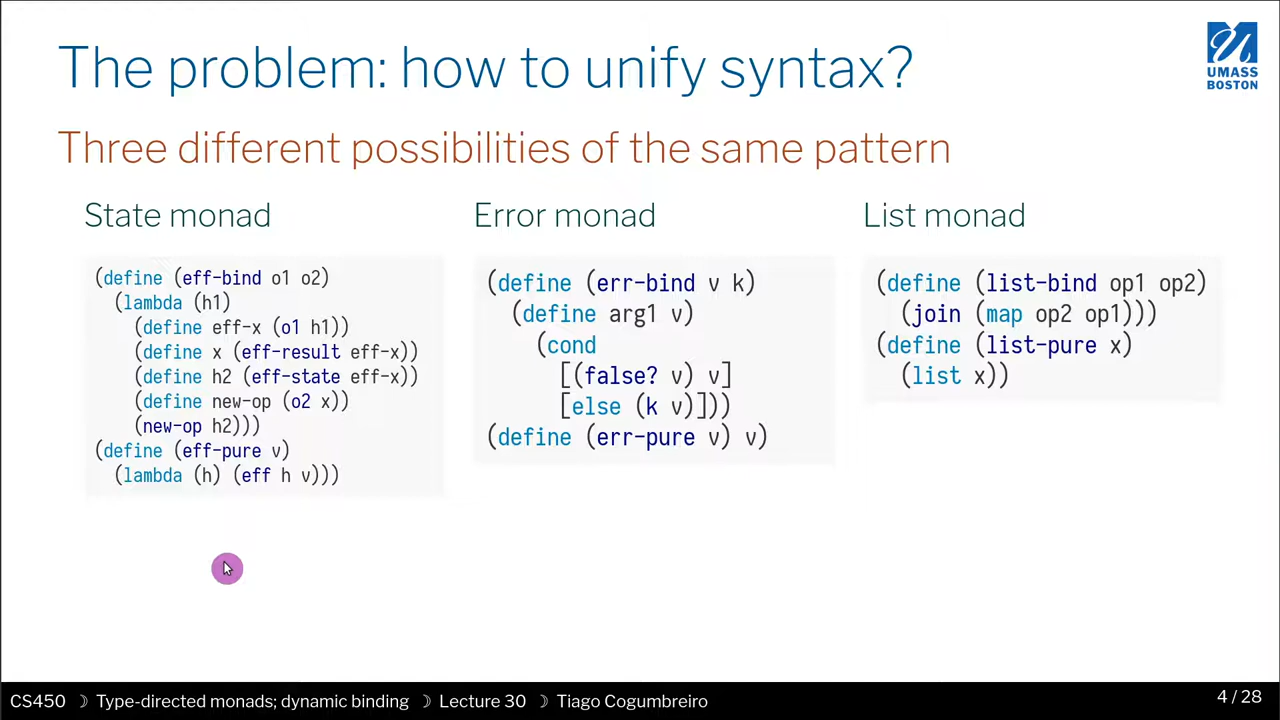 The problem: how to unify syntax?
UMASS
BOSTON
Three different possibilities of the same pattern
State monad
(define (eff-bind o1 o2)
  (lambda (h1)
    (define eff-x (o1 h1))
    (define x (eff-result eff-x))
    (define h2 (eff-state eff-x))
    (define new-op (o2 x))
    (new-op h2)))
(define (eff-pure v)
  (lambda (h) (eff h v)))
Error monad
(define (err-bind v k)
  (define arg1 v)
    (cond
      [(false? v) v]
      [else (k v)]))
(define (err-pure v) v)
List monad
(define (list-bind op1 op2)
  (join (map op2 op1)))
(define (list-pure x)
  (list x))
CS450 ☽ Type-directed monads; dynamic binding ☽ Lecture 30 ☽ Tiago Cogumbreiro
4 / 28